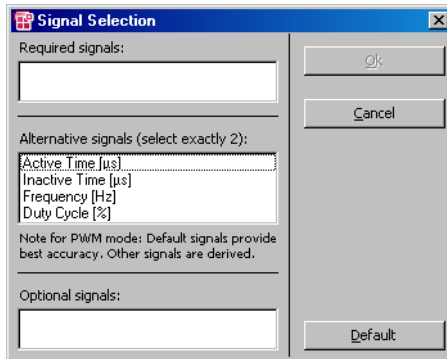 Signal Selection
Required signals:
Ok
Cancel
Alternative signals (select exactly 2):
Active Time [µs]
Inactive Time [µs]
Frequency [Hz]
Duty Cycle [%]
Note for PWM mode: Default signals provide
best accuracy. Other signals are derived.
Optional signals:
Default